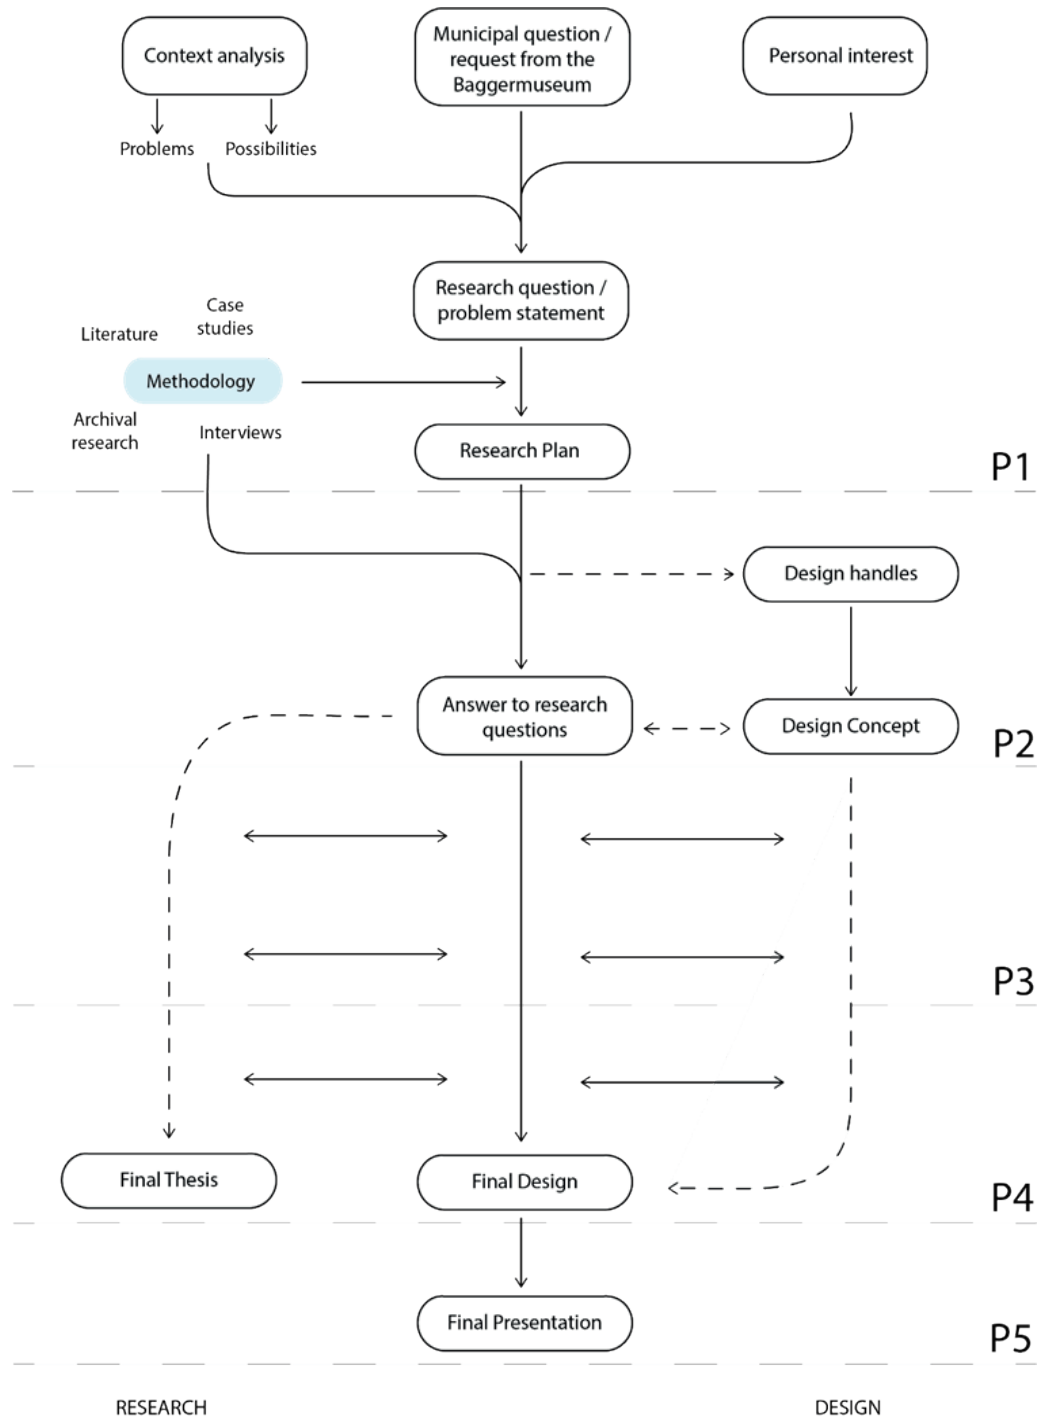 Context analysis
Municipal question /
request from the
Baggermuseum
Personal interest
Problems
Possibilities
Research question /
problem statement
Case
studies
Literature
Methodology
Archival
research
Interviews
Research Plan
P1
Design handles
Answer to research
questions
Design Concept
P2
P3
Final Thesis
Final Design
P4
Final Presentation
P5
RESEARCH
DESIGN